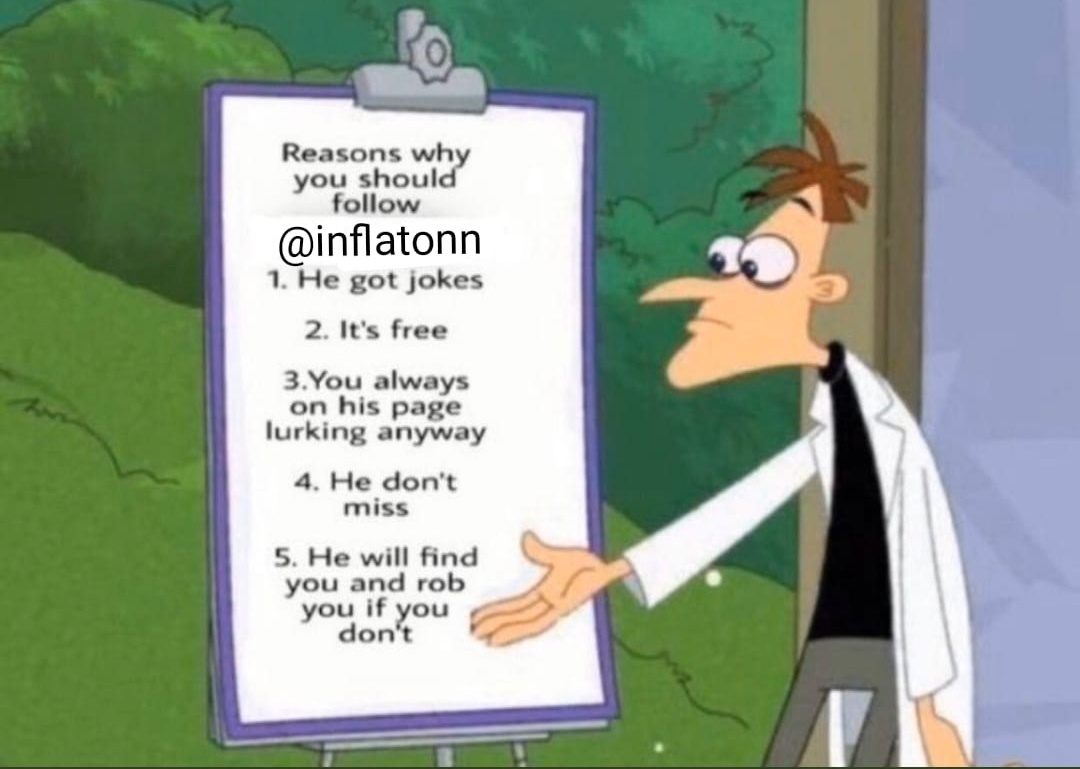 Reasons why
you should
follow
@inflatonn
1. He got jokes
2. It's free
3.You always
on his page
lurking anyway
4. He don't
miss
5. He will find
you and rob
you if you
don't